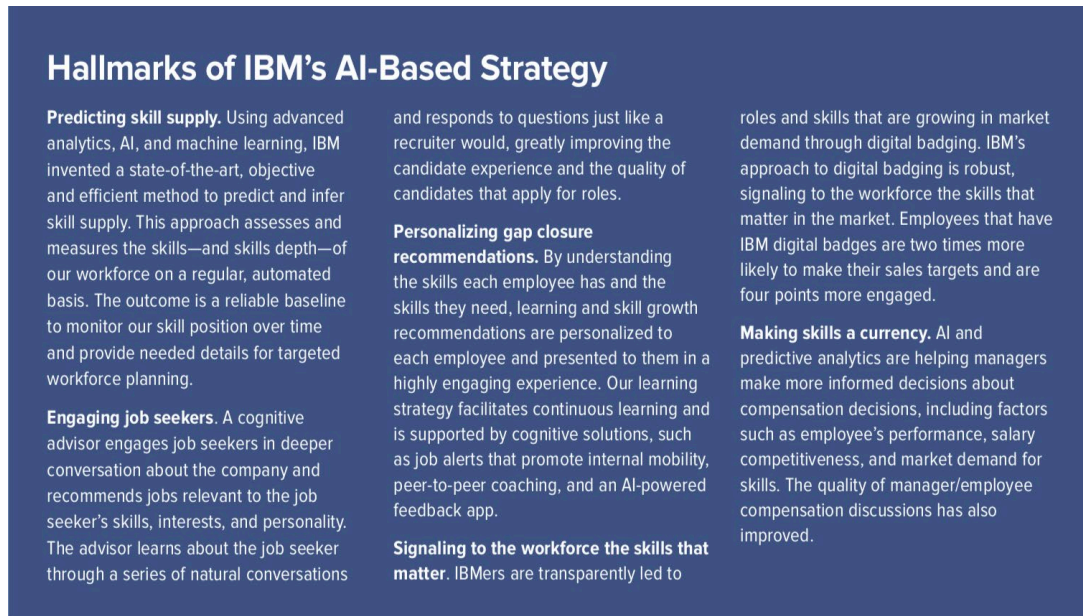 Hallmarks of IBM’s AI-Based Strategy
Predicting skill supply. Using advanced
analytics, AI, and machine learning, IBM
invented a state-of-the-art, objective
and efficient method to predict and infer
skill supply. This approach assesses and
measures the skills—and skills depth—of
our workforce on a regular, automated
basis. The outcome is a reliable baseline
to monitor our skill position over time
and provide needed details for targeted
workforce planning.
Engaging job seekers. A cognitive
advisor engages job seekers in deeper
conversation about the company and
recommends jobs relevant to the job
seeker’s skills, interests, and personality.
The advisor learns about the job seeker
through a series of natural conversations
and responds to questions just like a
recruiter would, greatly improving the
candidate experience and the quality of
candidates that apply for roles.
Personalizing gap closure
recommendations. By understanding
the skills each employee has and the
skills they need, learning and skill growth
recommendations are personalized to
each employee and presented to them in a
highly engaging experience. Our learning
strategy facilitates continuous learning and
is supported by cognitive solutions, such
as job alerts that promote internal mobility,
peer-to-peer coaching, and an AI-powered
feedback app.
Signaling to the workforce the skills that
matter. IBMers are transparently led to
roles and skills that are growing in market
demand through digital badging. IBM’s
approach to digital badging is robust,
signaling to the workforce the skills that
matter in the market. Employees that have
IBM digital badges are two times more
likely to make their sales targets and are
four points more engaged.
Making skills a currency. AI and
predictive analytics are helping managers
make more informed decisions about
compensation decisions, including factors
such as employee’s performance, salary
competitiveness, and market demand for
skills. The quality of manager/employee
compensation discussions has also
improved.